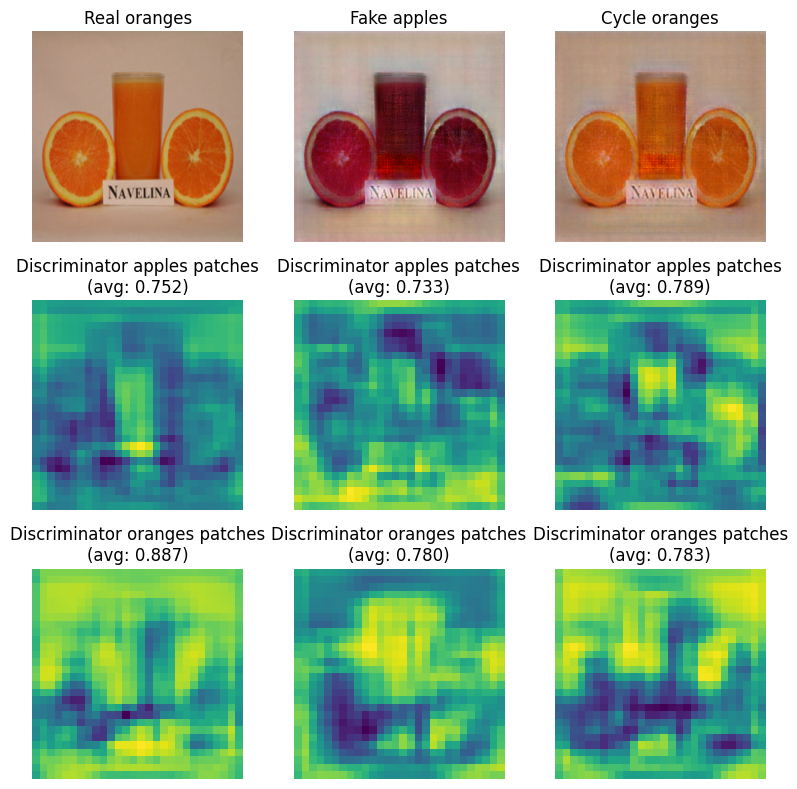 Real oranges
Fake apples
Cycle oranges
NAVELINA
NAVELINA
NAVELINA
Discriminator apples patches
(avg: 0.752)
Discriminator apples patches
(avg: 0.733)
Discriminator apples patches
(avg: 0.789)
Discriminator oranges patches
(avg: 0.887)
Discriminator oranges patches
(avg: 0.780)
Discriminator oranges patches
(avg: 0.783)